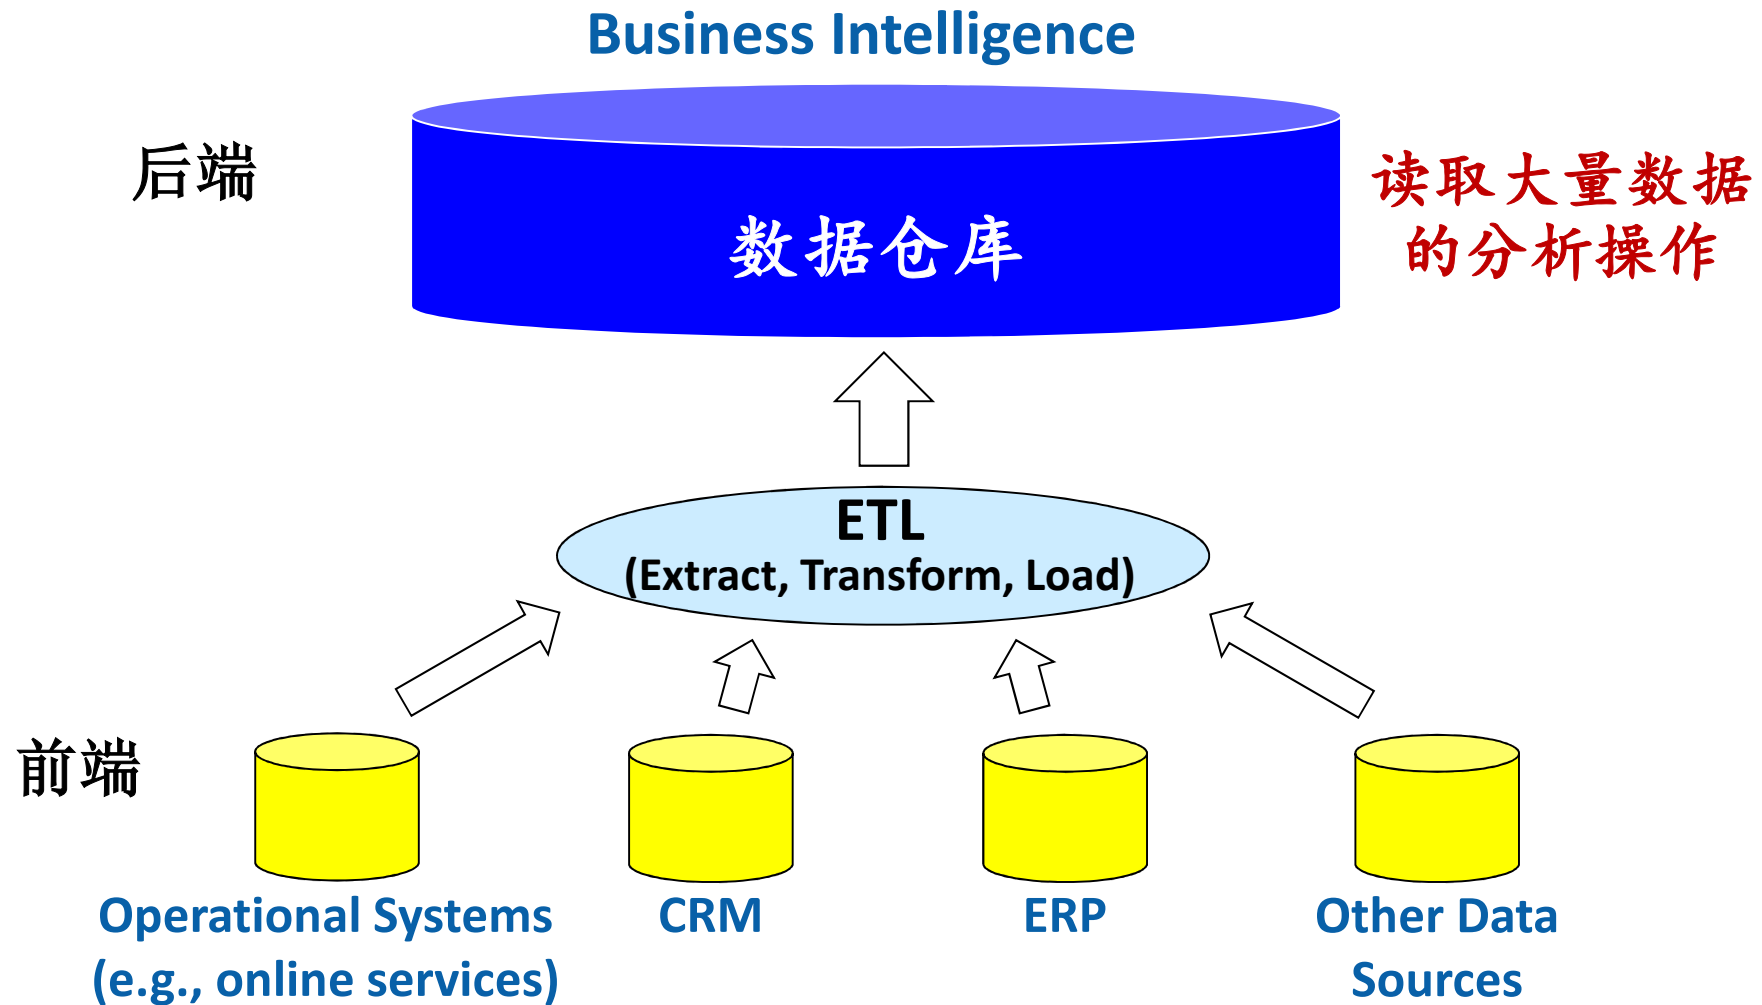 Business Intelligence
后端
数据仓库
读取大量数据
的分析操作
ETL
(Extract, Transform, Load)
前端
Operational Systems
(e.g., online services)
CRM
ERP
Other Data
Sources